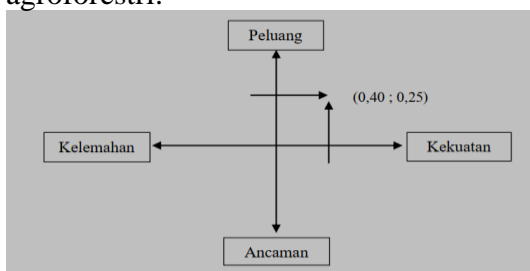 agroforestri.
Peluang
(0,40 ; 0,25)
Kelemahan
Kekuatan
Ancaman